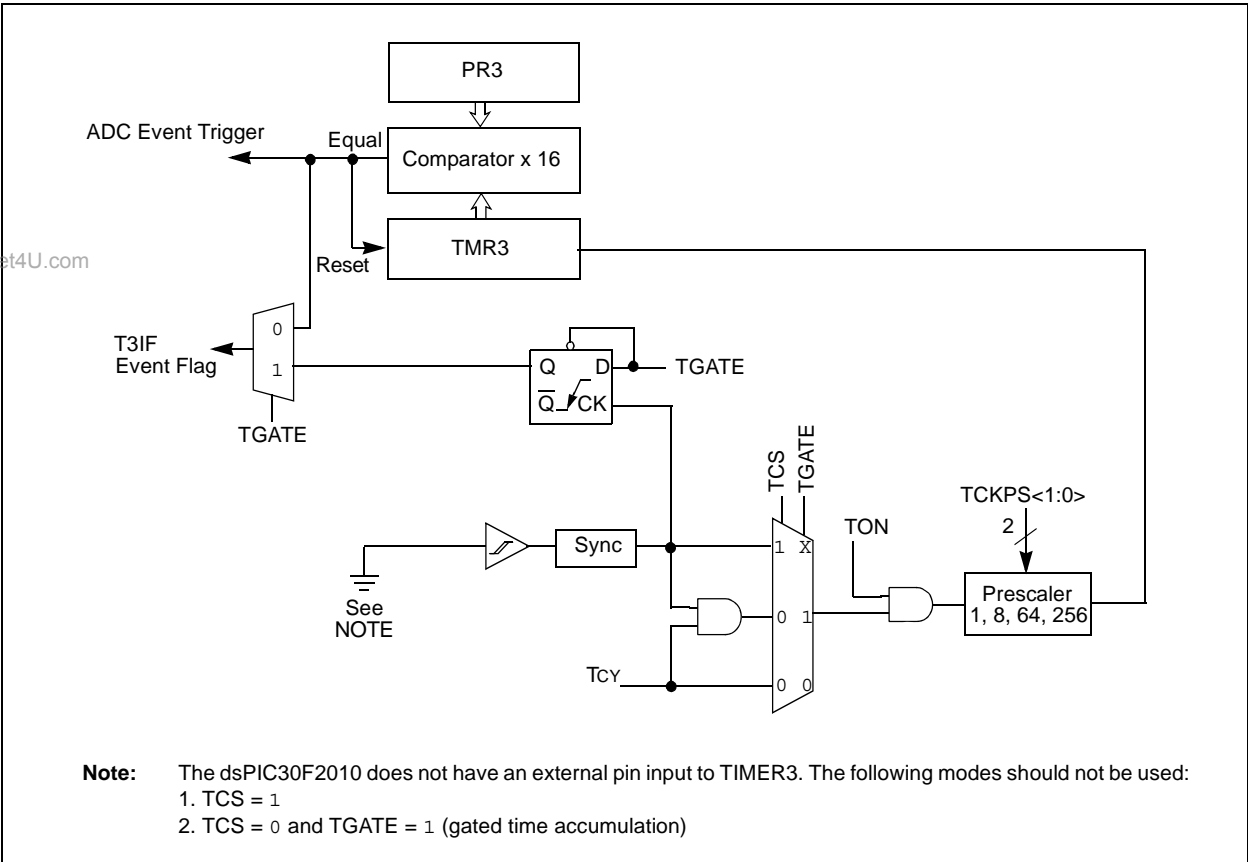 PR3
ADC Event Trigger
Equal
Comparator x 16
TMR3
Reset
et4U.com
0
1
T3IF
Event Flag
TGATE
Q
D
Q
CK
TGATE
TCS
TGATE
TCKPS<1:0>
2
TON
Sync
1 X
Prescaler
1, 8, 64, 256
See
NOTE
0 1
TCY
0 0
Note: The dsPIC30F2010 does not have an external pin input to TIMER3. The following modes should not be used:
1. TCS = 1
2. TCS = 0 and TGATE = 1 (gated time accumulation)